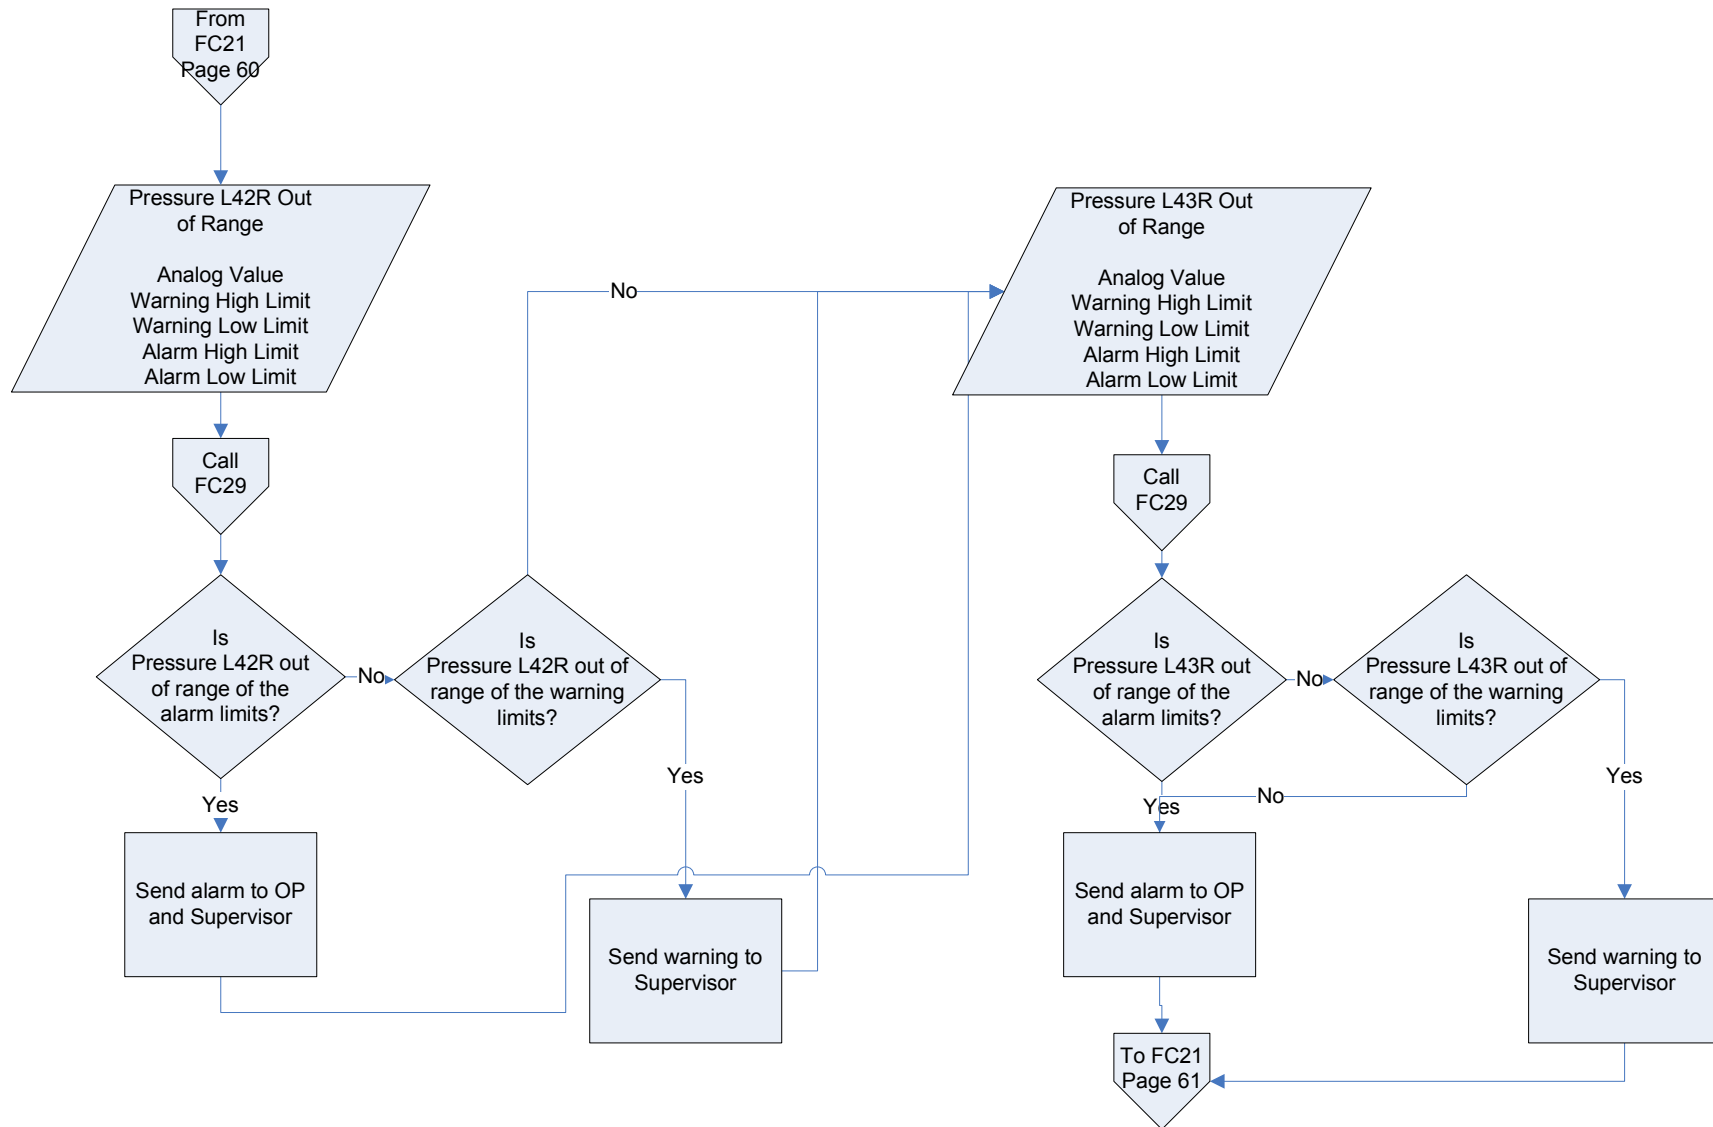 From
FC21
Page 60
Pressure L42R Out
of Range
Analog Value
Warning High Limit
Warning Low Limit
Alarm High Limit
Alarm Low Limit
Call
FC29
Is
Pressure L42R out
of range of the
alarm limits?
No
Is
Pressure L42R out of
range of the warning
limits?
No
Yes
Yes
Send alarm to OP
and Supervisor
Send warning to
Supervisor
Pressure L43R Out
of Range
Analog Value
Warning High Limit
Warning Low Limit
Alarm High Limit
Alarm Low Limit
Call
FC29
Is
Pressure L43R out
of range of the
alarm limits?
No
Is
Pressure L43R out of
range of the warning
limits?
Yes
No
Yes
Send alarm to OP
and Supervisor
Send warning to
Supervisor
To FC21
Page 61